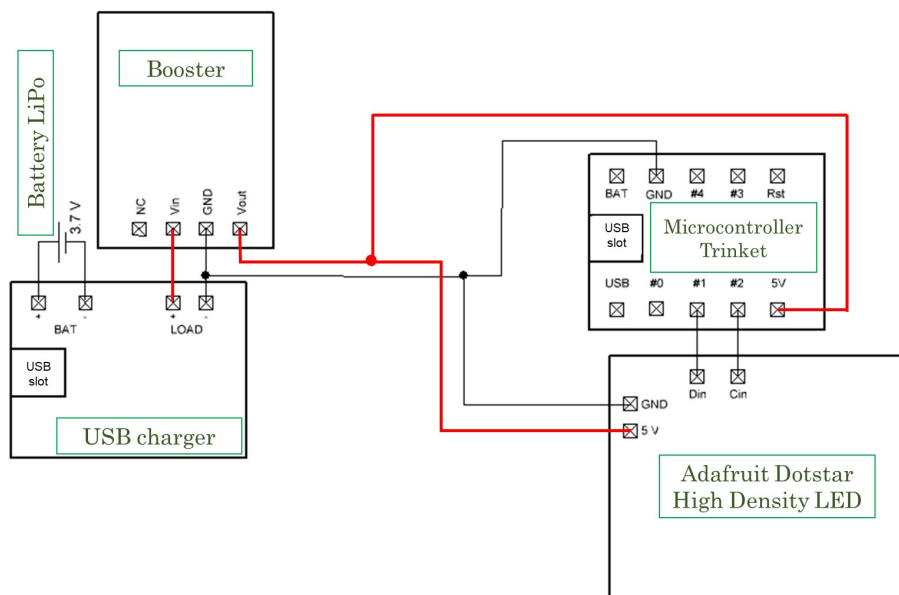 Booster
Battery LiPo
3.7 V
NC
Vin
GND
Vout
BAT
GND
#4
#3
Rst
USB
slot
Microcontroller
Trinket
USB
#0
#1
#2
5V
+
-
+
-
BAT
LOAD
USB
slot
USB charger
Din
Cin
GND
5 V
Adafruit Dotstar
High Density LED